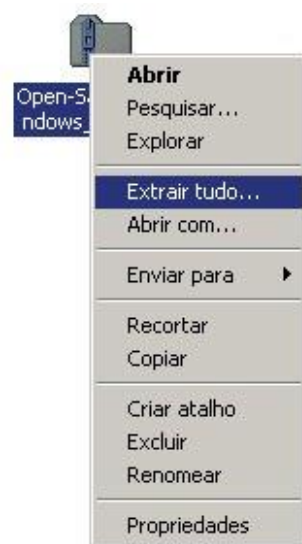 Open-S
ndows_
Abrir
Pesquisar...
Explorar
Extrair tudo...
Abrir com...
Enviar para
Recortar
Copiar
Criar atalho
Excluir
Renomear
Propriedades